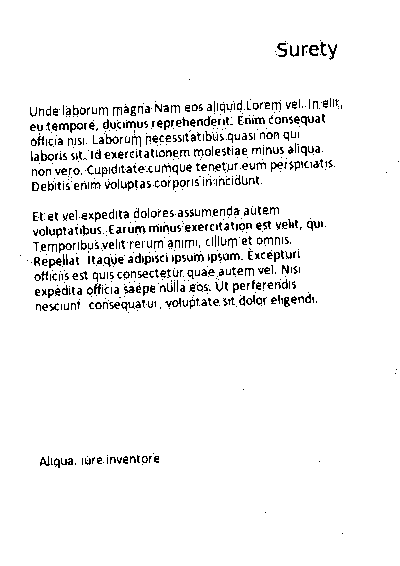 Surety
Unde laborum magna Nam eos aliquid Lorem vel. In elit,
eu tempore, ducimus reprehenderit. Enim consequat
officia nisi. Laborum necessitatibus quasi non qui
laboris sit. Id exercitationem molestiae minus aliqua.
non vero. Cupiditate cumque tenetur eum perspiciatis.
Debitis enim voluptas corporis in incidunt.
Et et vel expedita dolores assumenda autem
voluptatibus. Earum minus exercitation est velit, qui.
Temporibus velit rerum animi, cillum et omnis.
Repellat itaque adipisci ipsum ipsum. Excepturi
officiis est quis consectetur quae autem vel. Nisi
expedita officia saepe nulla eos. Ut perferendis
nesciunt consequatur, voluptate sit dolor eligendi.
Aliqua. iure inventore